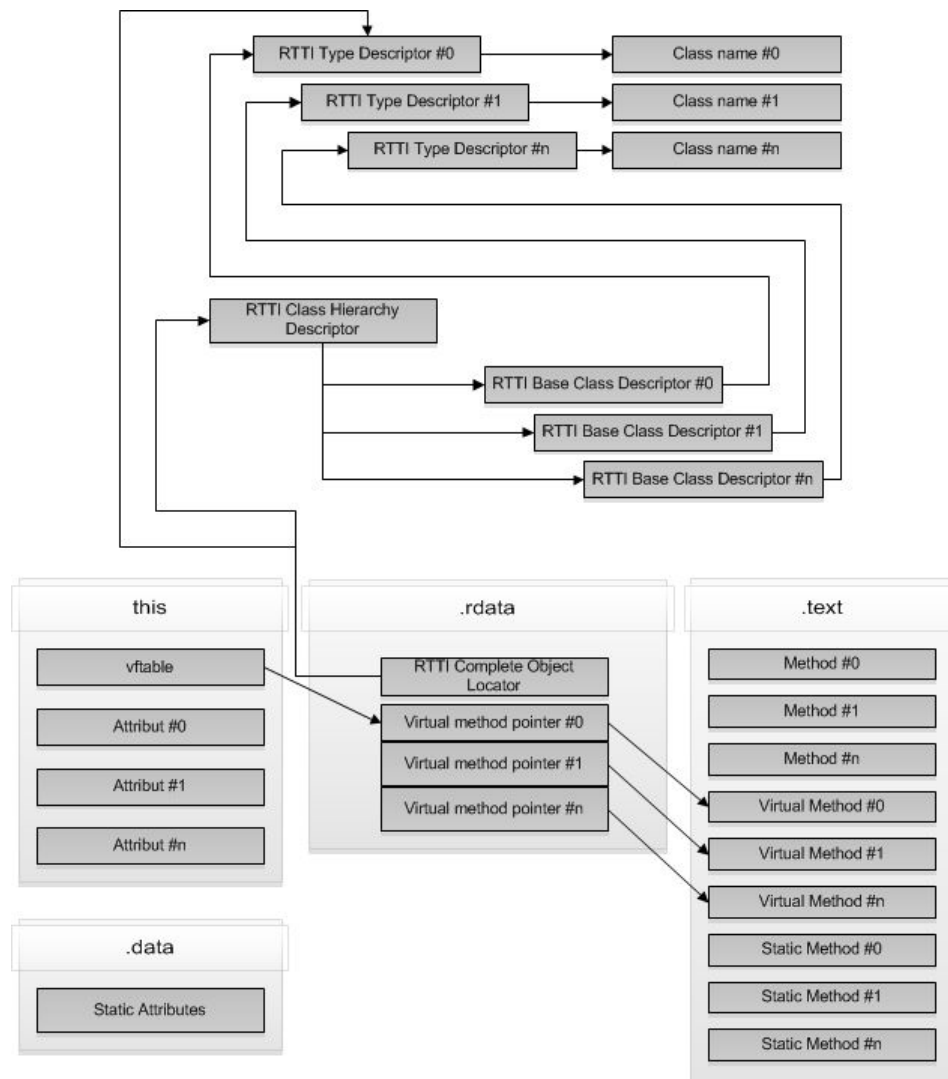 RTTI Type Descriptor #0
Class name #0
RTTI Type Descriptor #1
Class name #1
RTTI Type Descriptor #n
Class name #n
RTTI Class Hierarchy
Descriptor
RTTI Base Class Descriptor #0
RTTI Base Class Descriptor #1
RTTI Base Class Descriptor #n
this
vftable
Attribut #0
Attribut #1
Attribut #n
.data
Static Attributes
.rdata
RTTI Complete Object
Locator
Virtual method pointer #0
Virtual method pointer #1
Virtual method pointer #n
.text
Method #0
Method #1
Method #n
Virtual Method #0
Virtual Method #1
Virtual Method #n
Static Method #0
Static Method #1
Static Method #n